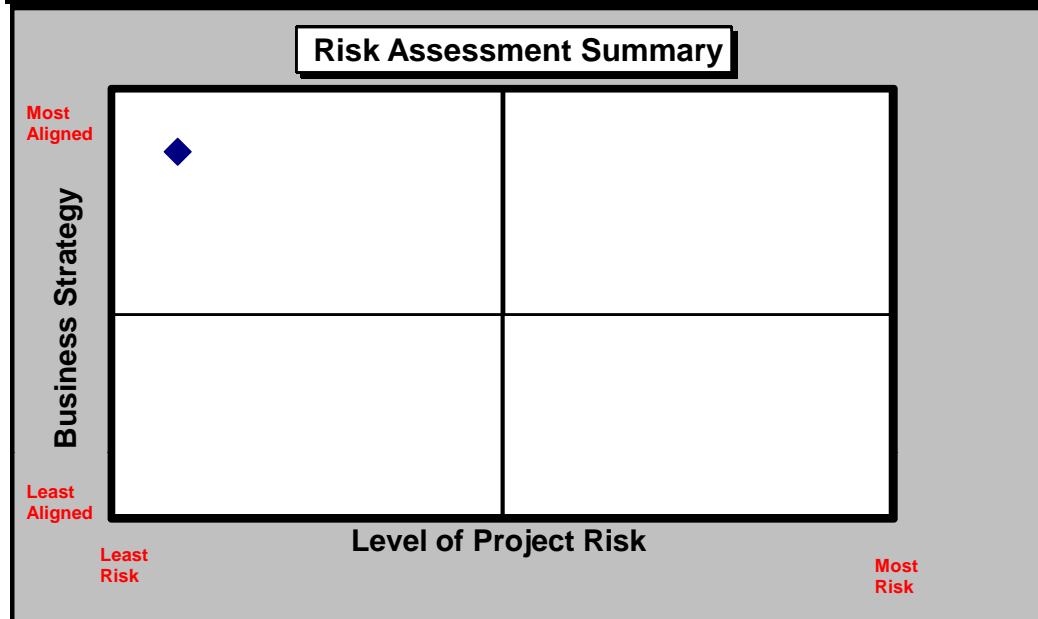 Risk Assessment Summary
Most
Aligned
Business Strategy
Least
Aligned
Level of Project Risk
Least
Risk
Most
Risk